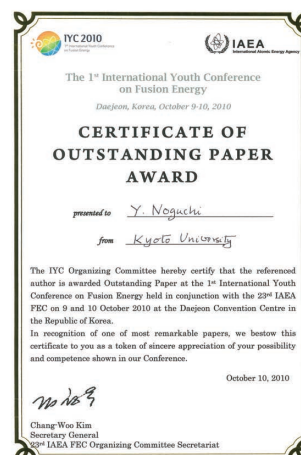 IYC 2010
1st International Youth Conference
on Fusion Energy
IAEA
International Atomic Energy Agency
The 1st International Youth Conference
on Fusion Energy
Daejeon, Korea, October 9-10, 2010
CERTIFICATE OF
OUTSTANDING PAPER
AWARD
presented to Y. Noguchi
from Kyoto University
The IYC Organizing Committee hereby certify that the referenced
author is awarded Outstanding Paper at the 1st International Youth
Conference on Fusion Energy held in conjunction with the 23rd IAEA
FEC on 9 and 10 October 2010 at the Daejeon Convention Centre in
the Republic of Korea.
In recognition of one of most remarkable papers, we bestow this
certificate to you as a token of sincere appreciation of your possibility
and competence shown in our Conference.
October 10, 2010
Chang-Woo Kim
Secretary General
23rd IAEA FEC Organizing Committee Secretariat